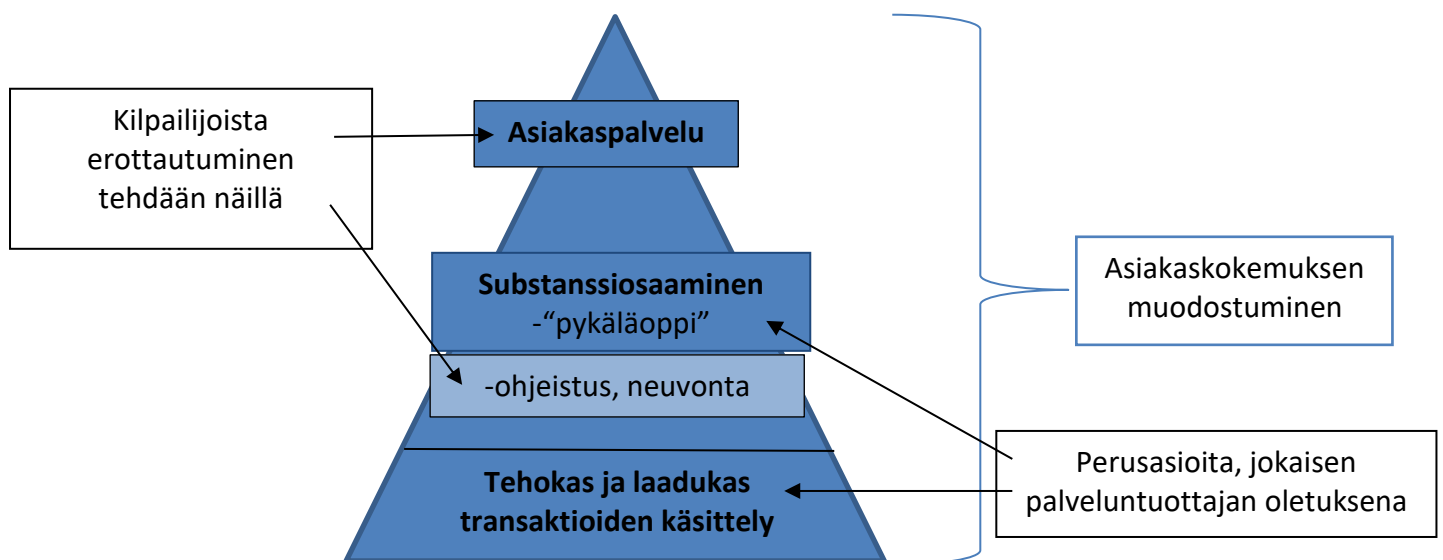 Kilpailijoista
erottautuminen
tehdään näillä
Asiakaspalvelu
Substanssiosaaminen
-“pykäläoppi”
-ohjeistus, neuvonta
Tehokas ja laadukas
transaktioiden käsittely
Asiakaskokemuksen
muodostuminen
Perusasioita, jokaisen
palveluntuottajan oletuksena